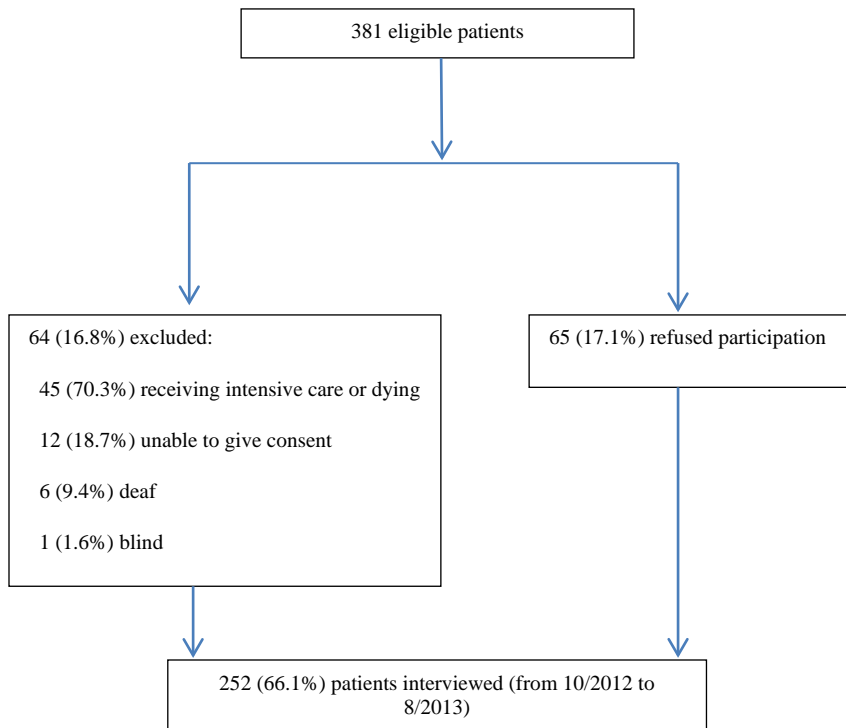 381 eligible patients
64 (16.8%) excluded:
45 (70.3%) receiving intensive care or dying
12 (18.7%) unable to give consent
6 (9.4%) deaf
1 (1.6%) blind
65 (17.1%) refused participation
252 (66.1%) patients interviewed (from 10/2012 to
8/2013)